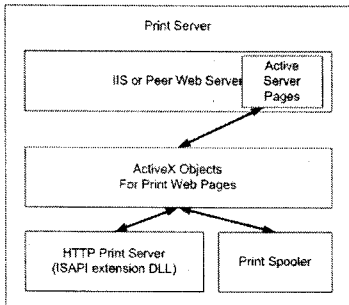 Print Server
IIS or Peer Web Server
Active
Server
Pages
ActiveX Objects
For Print Web Pages
HTTP Print Server
(ISAPI extension DLL)
Print Spooler